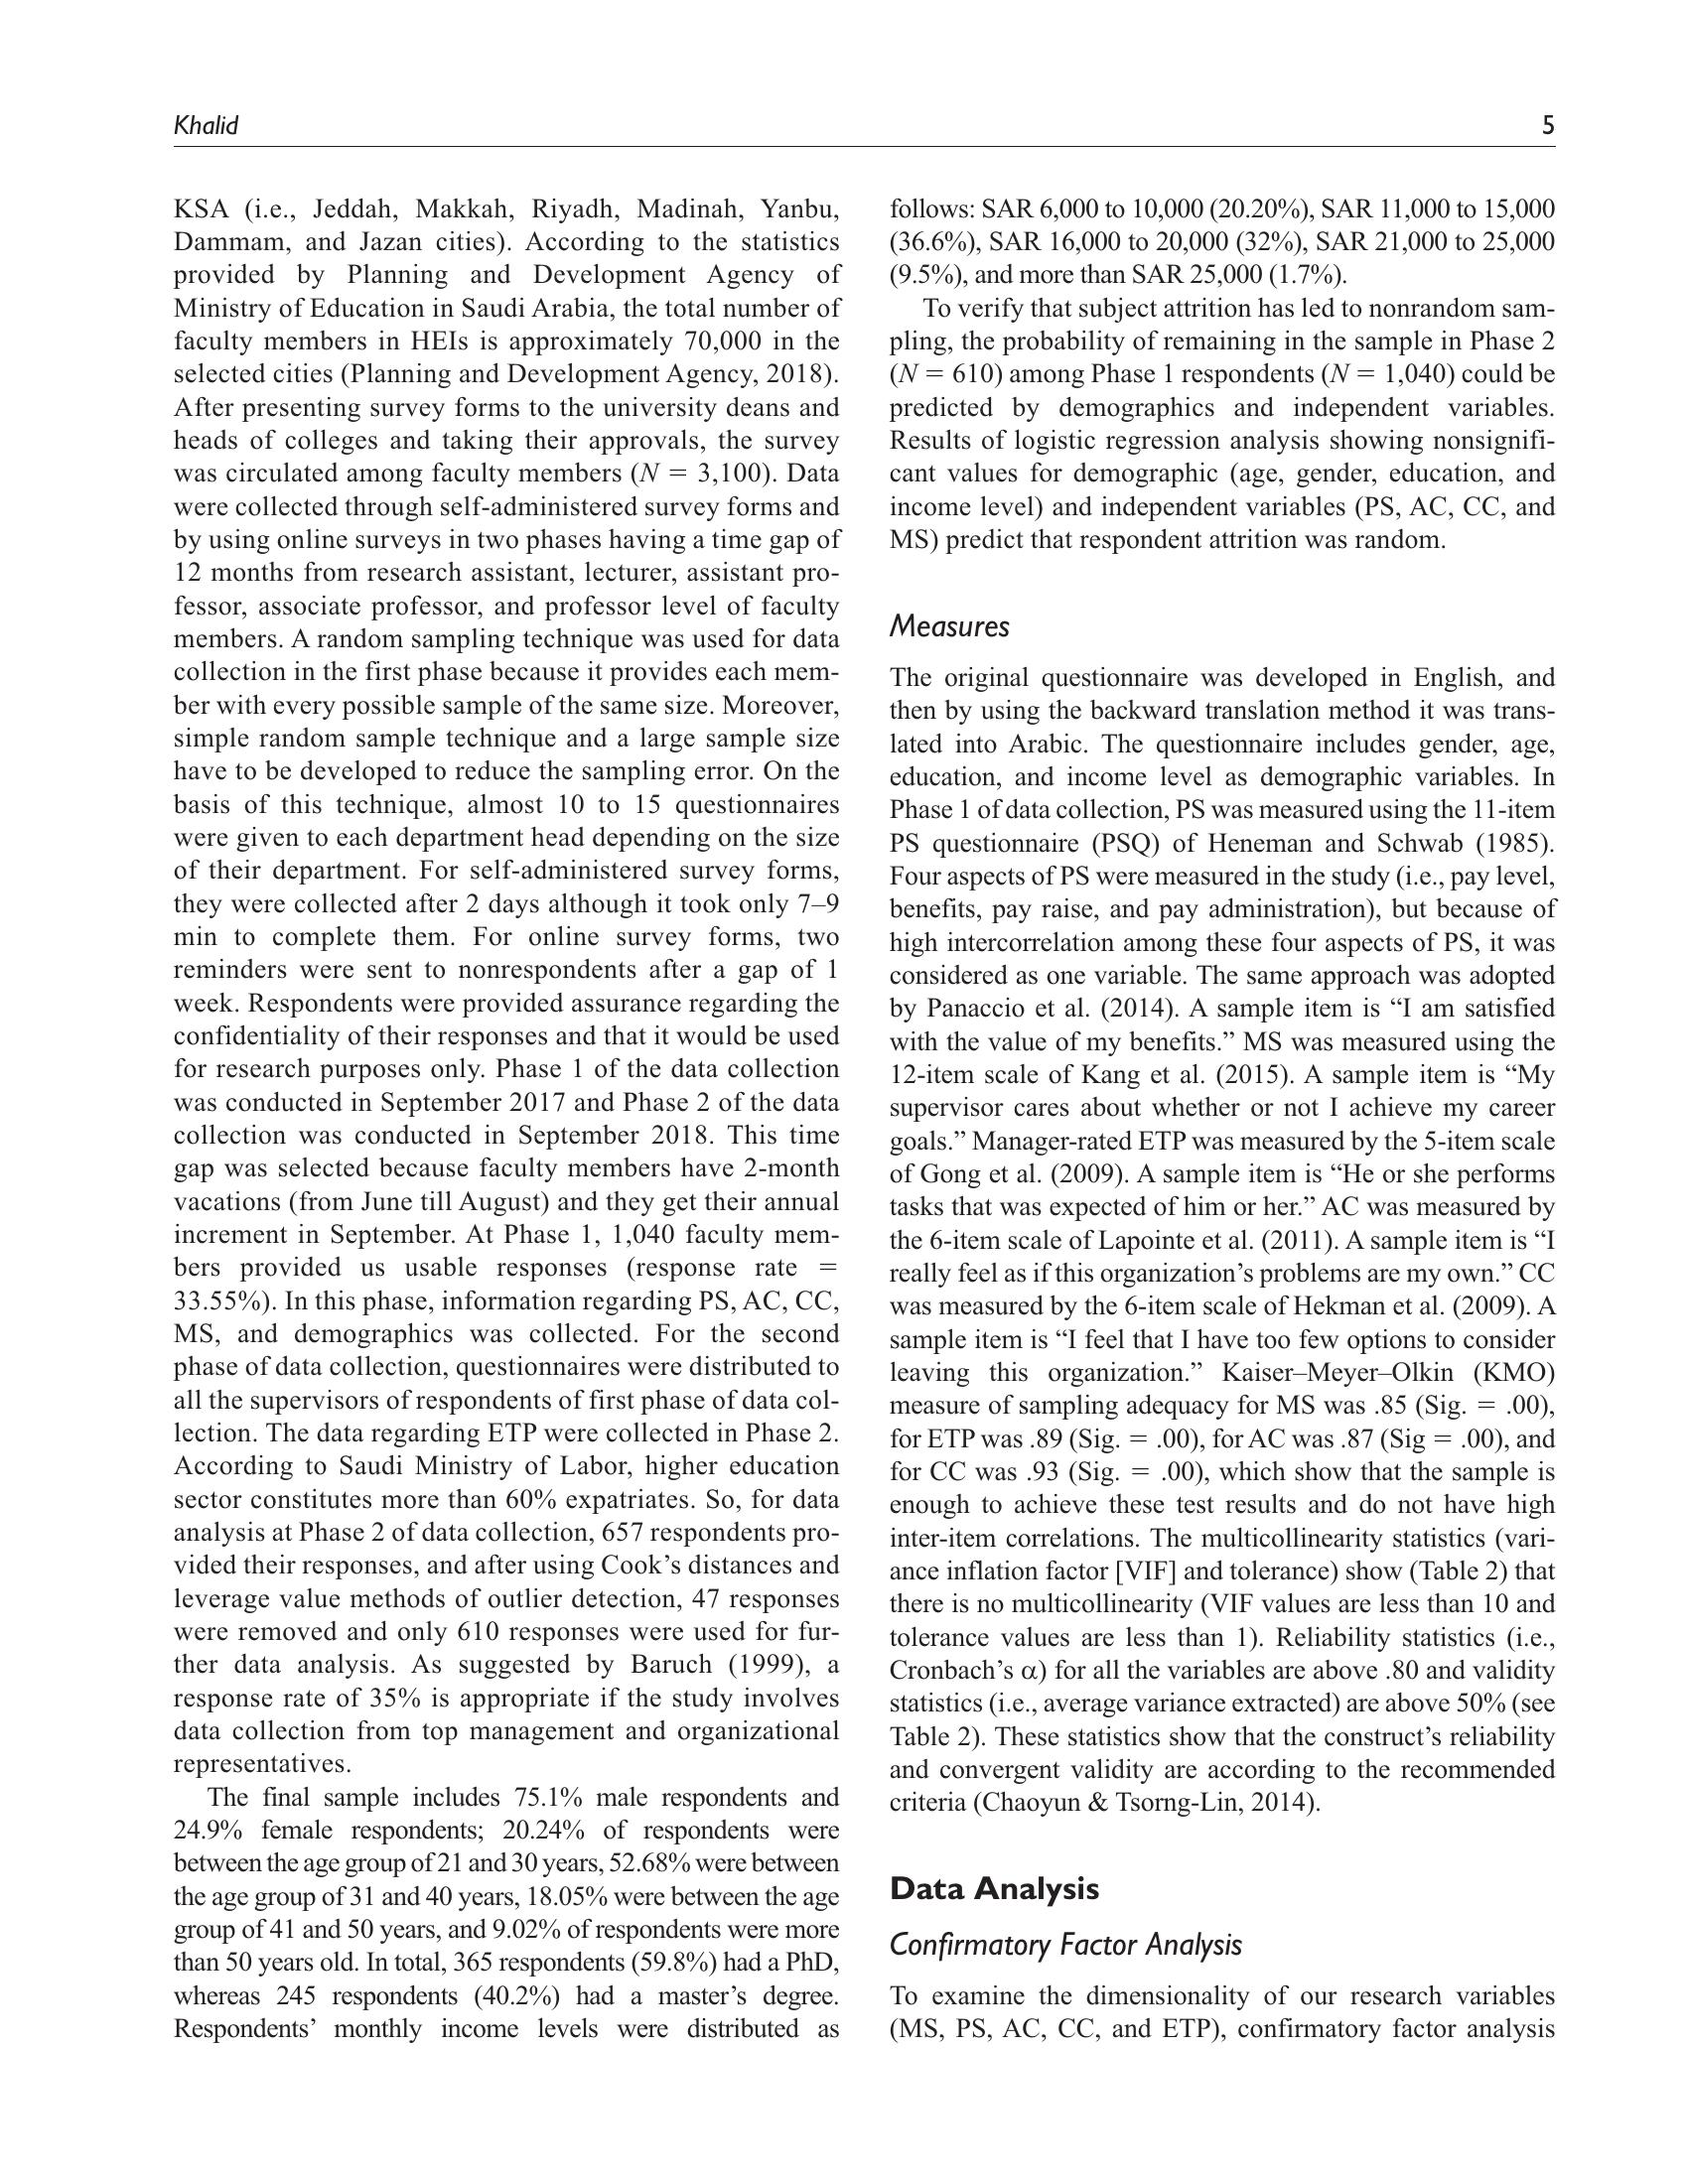 Khalid
5
KSA (i.e., Jeddah, Makkah, Riyadh, Madinah, Yanbu,
Dammam, and Jazan cities). According to the statistics
provided by Planning and Development Agency of
Ministry of Education in Saudi Arabia, the total number of
faculty members in HEIs is approximately 70,000 in the
selected cities (Planning and Development Agency, 2018).
After presenting survey forms to the university deans and
heads of colleges and taking their approvals, the survey
was circulated among faculty members (N = 3,100). Data
were collected through self-administered survey forms and
by using online surveys in two phases having a time gap of
12 months from research assistant, lecturer, assistant pro-
fessor, associate professor, and professor level of faculty
members. A random sampling technique was used for data
collection in the first phase because it provides each mem-
ber with every possible sample of the same size. Moreover,
simple random sample technique and a large sample size
have to be developed to reduce the sampling error. On the
basis of this technique, almost 10 to 15 questionnaires
were given to each department head depending on the size
of their department. For self-administered survey forms,
they were collected after 2 days although it took only 7–9
min to complete them. For online survey forms, two
reminders were sent to nonrespondents after a gap of 1
week. Respondents were provided assurance regarding the
confidentiality of their responses and that it would be used
for research purposes only. Phase 1 of the data collection
was conducted in September 2017 and Phase 2 of the data
collection was conducted in September 2018. This time
gap was selected because faculty members have 2-month
vacations (from June till August) and they get their annual
increment in September. At Phase 1, 1,040 faculty mem-
bers provided us usable responses (response rate =
33.55%). In this phase, information regarding PS, AC, CC,
MS, and demographics was collected. For the second
phase of data collection, questionnaires were distributed to
all the supervisors of respondents of first phase of data col-
lection. The data regarding ETP were collected in Phase 2.
According to Saudi Ministry of Labor, higher education
sector constitutes more than 60% expatriates. So, for data
analysis at Phase 2 of data collection, 657 respondents pro-
vided their responses, and after using Cook’s distances and
leverage value methods of outlier detection, 47 responses
were removed and only 610 responses were used for fur-
ther data analysis. As suggested by Baruch (1999), a
response rate of 35% is appropriate if the study involves
data collection from top management and organizational
representatives.
The final sample includes 75.1% male respondents and
24.9% female respondents; 20.24% of respondents were
between the age group of 21 and 30 years, 52.68% were between
the age group of 31 and 40 years, 18.05% were between the age
group of 41 and 50 years, and 9.02% of respondents were more
than 50 years old. In total, 365 respondents (59.8%) had a PhD,
whereas 245 respondents (40.2%) had a master’s degree.
Respondents’ monthly income levels were distributed as
follows: SAR 6,000 to 10,000 (20.20%), SAR 11,000 to 15,000
(36.6%), SAR 16,000 to 20,000 (32%), SAR 21,000 to 25,000
(9.5%), and more than SAR 25,000 (1.7%).
To verify that subject attrition has led to nonrandom sam-
pling, the probability of remaining in the sample in Phase 2
(N = 610) among Phase 1 respondents (N = 1,040) could be
predicted by demographics and independent variables.
Results of logistic regression analysis showing nonsignifi-
cant values for demographic (age, gender, education, and
income level) and independent variables (PS, AC, CC, and
MS) predict that respondent attrition was random.
Measures
The original questionnaire was developed in English, and
then by using the backward translation method it was trans-
lated into Arabic. The questionnaire includes gender, age,
education, and income level as demographic variables. In
Phase 1 of data collection, PS was measured using the 11-item
PS questionnaire (PSQ) of Heneman and Schwab (1985).
Four aspects of PS were measured in the study (i.e., pay level,
benefits, pay raise, and pay administration), but because of
high intercorrelation among these four aspects of PS, it was
considered as one variable. The same approach was adopted
by Panaccio et al. (2014). A sample item is “I am satisfied
with the value of my benefits.” MS was measured using the
12-item scale of Kang et al. (2015). A sample item is “My
supervisor cares about whether or not I achieve my career
goals.” Manager-rated ETP was measured by the 5-item scale
of Gong et al. (2009). A sample item is “He or she performs
tasks that was expected of him or her.” AC was measured by
the 6-item scale of Lapointe et al. (2011). A sample item is “I
really feel as if this organization’s problems are my own.” CC
was measured by the 6-item scale of Hekman et al. (2009). A
sample item is “I feel that I have too few options to consider
leaving this organization.” Kaiser–Meyer–Olkin (KMO)
measure of sampling adequacy for MS was .85 (Sig. = .00),
for ETP was .89 (Sig. = .00), for AC was .87 (Sig = .00), and
for CC was .93 (Sig. = .00), which show that the sample is
enough to achieve these test results and do not have high
inter-item correlations. The multicollinearity statistics (vari-
ance inflation factor [VIF] and tolerance) show (Table 2) that
there is no multicollinearity (VIF values are less than 10 and
tolerance values are less than 1). Reliability statistics (i.e.,
Cronbach’s α) for all the variables are above .80 and validity
statistics (i.e., average variance extracted) are above 50% (see
Table 2). These statistics show that the construct’s reliability
and convergent validity are according to the recommended
criteria (Chaoyun & Tsorng-Lin, 2014).
Data Analysis
Confirmatory Factor Analysis
To examine the dimensionality of our research variables
(MS, PS, AC, CC, and ETP), confirmatory factor analysis